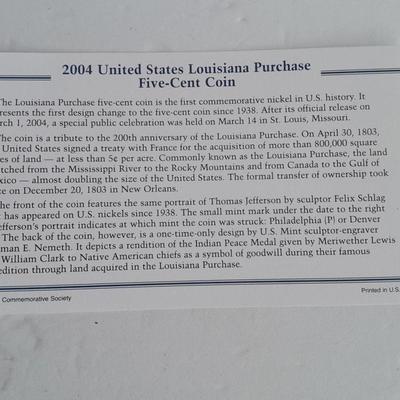 2004 United States Louisiana Purchase
Five-Cent Coin
The Louisiana Purchase five-cent coin is the first commemorative nickel in U.S. history. It
resents the first design change to the five-cent coin since 1938. After its official release on
rch 1, 2004, a special public celebration was held on March 14 in St. Louis, Missouri.
he coin is a tribute to the 200th anniversary of the Louisiana Purchase. On April 30, 1803,
United States signed a treaty with France for the acquisition of more than 800,000 square
es of land — at less than 5¢ per acre. Commonly known as the Louisiana Purchase, the land
tched from the Mississippi River to the Rocky Mountains and from Canada to the Gulf of
xico — almost doubling the size of the United States. The formal transfer of ownership took
ce on December 20, 1803 in New Orleans.
he front of the coin features the same portrait of Thomas Jefferson by sculptor Felix Schlag
t has appeared on U.S. nickels since 1938. The small mint mark under the date to the right
efferson's portrait indicates at which mint the coin was struck: Philadelphia (P) or Denver
The back of the coin, however, is a one-time-only design by U.S. Mint sculptor-engraver
man E. Nemeth. It depicts a rendition of the Indian Peace Medal given by Meriwether Lewis
William Clark to Native American chiefs as a symbol of goodwill during their famous
edition through land acquired in the Louisiana Purchase.
Commemorative Society
Printed in U.S.